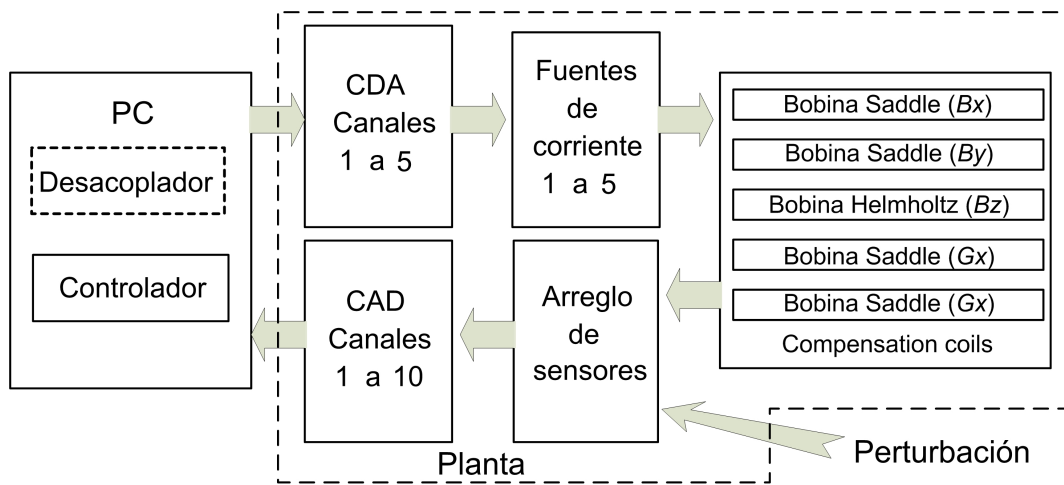 PC
Desacoplador
Controlador
CDA
Canales
1 a 5
Fuentes
de
corriente
1 a 5
Bobina Saddle (Bx)
Bobina Saddle (By)
Bobina Helmholtz (Bz)
Bobina Saddle (Gx)
Bobina Saddle (Gx)
Compensation coils
CAD
Canales
1 a 10
Arreglo
de
sensores
Planta
Perturbación